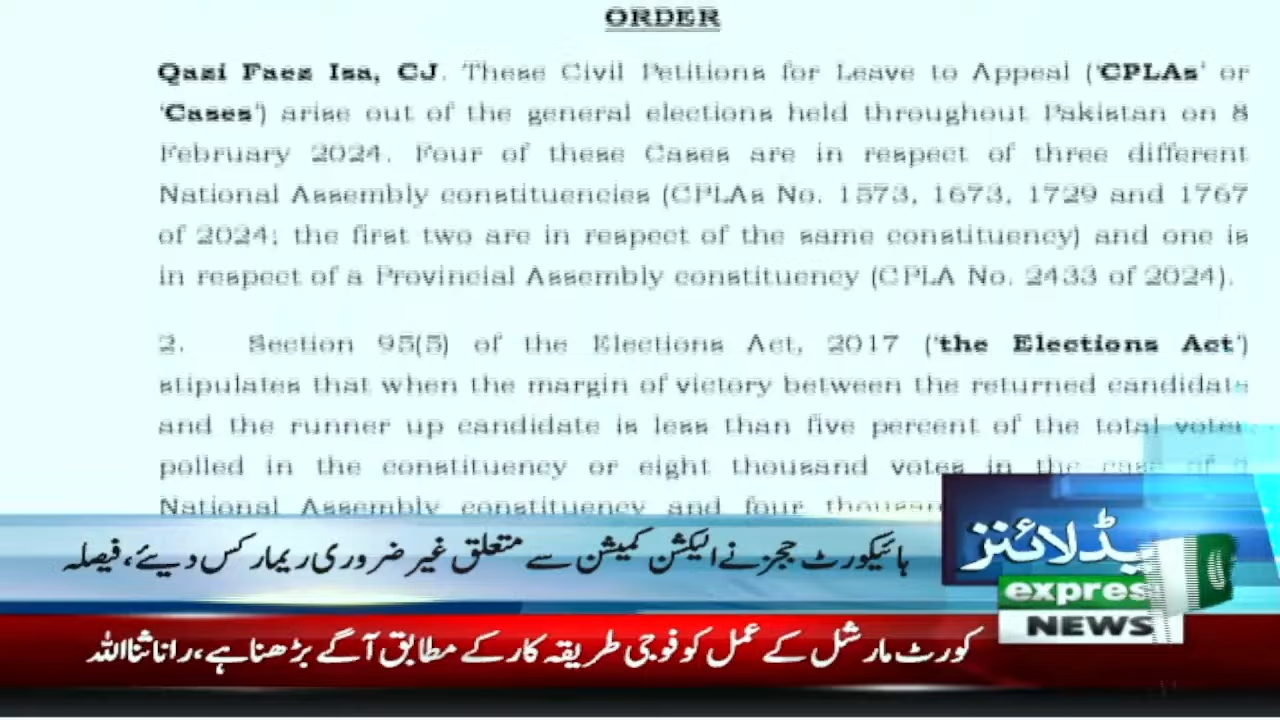 ORDER
Qazi Faez Isa, CJ. These Civil Petitions for Leave to Appeal ('CPLAs' or
'Cases') arise out of the general elections held throughout Pakistan on 8
February 2024. Four of these Cases are in respect of three different
National Assembly constituencies (CPLAs No. 1573, 1673, 1729 and 1767
of 2024; the first two are in respect of the same constituency) and one is
in respect of a Provincial Assembly constituency (CPLA No. 2433 of 2024).
2. Section 95(5) of the Elections Act, 2017 ('the Elections Act')
stipulates that when the margin of victory between the returned candidate
and the runner up candidate is less than five percent of the total votes
polled in the constituency or eight thousand votes in the case of a
National Assembly constituency and four
ہائیکورٹ ججز نے الیکشن کمیشن سے متعلق غیر ضروری ریمارکس دیئے، فیصلہ
express
NEWS
کورٹ مارشل کے عمل کو فوجی طریقہ کار کے مطابق آگے بڑھنا ہے، رانا ثنااللہ